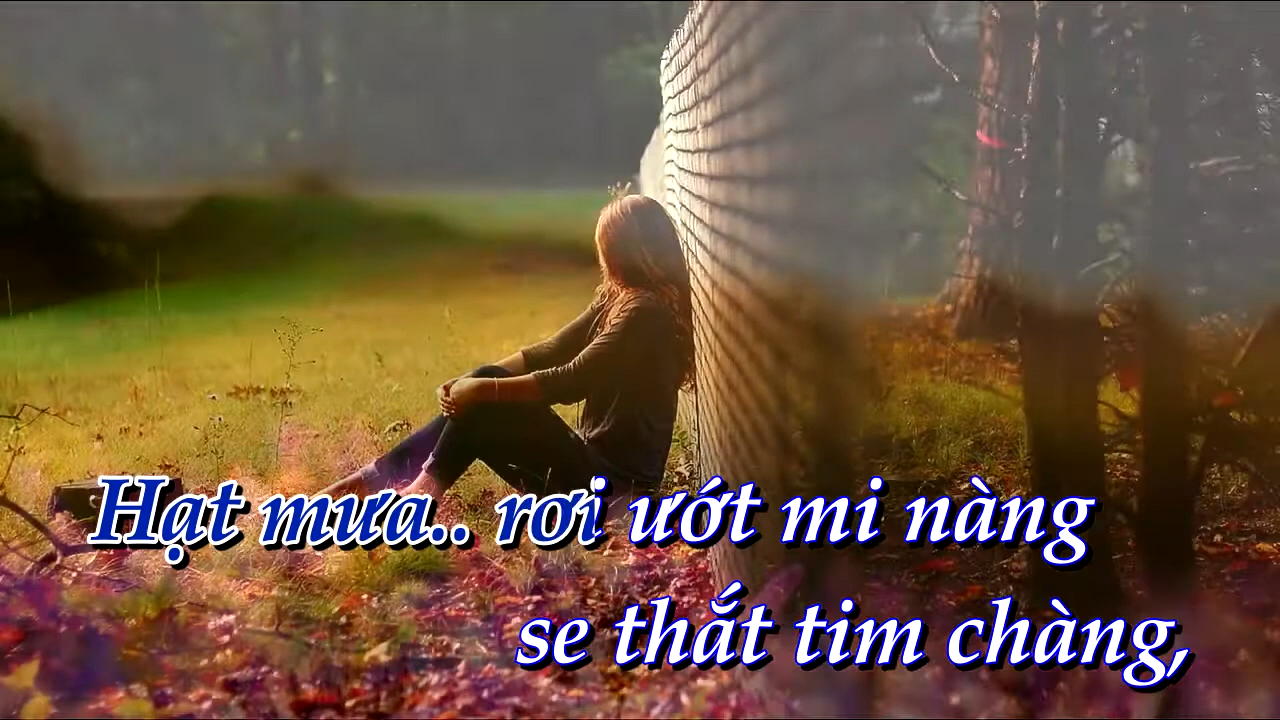 Hạt mưa.. rơi ướt mi nàng
se thắt tim chàng,